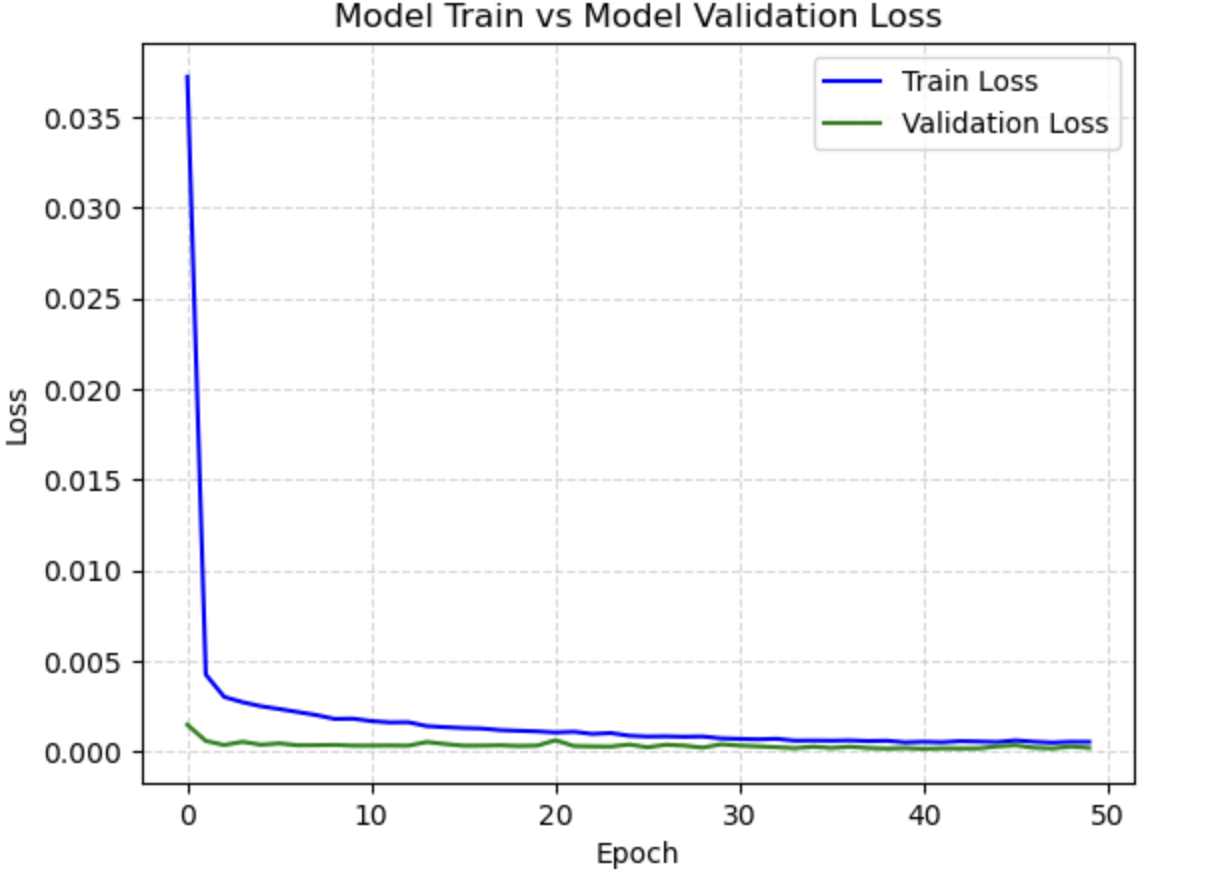 Model Train vs Model Validation Loss
Train Loss
Validation Loss
0.035
0.030
0.025
0.020
0.015
0.010
0.005
0.000
Loss
0 10 20 30 40 50
Epoch